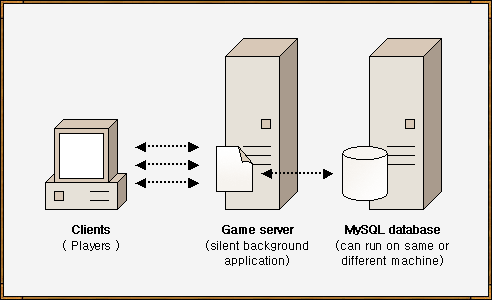 Clients
( Players )
Game server
(silent background
application)
MySQL database
(can run on same or
different machine)